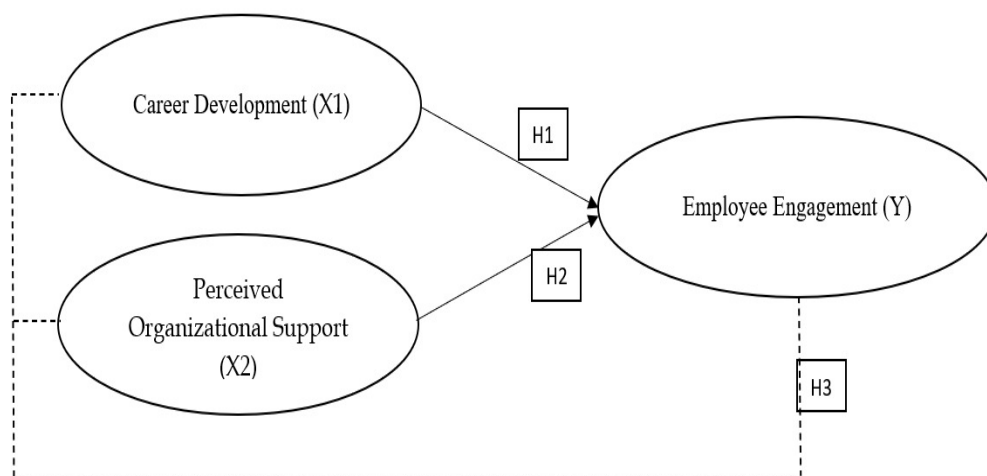 Career Development (X1)
H1
Employee Engagement (Y)
Perceived
Organizational Support
(X2)
H2
H3